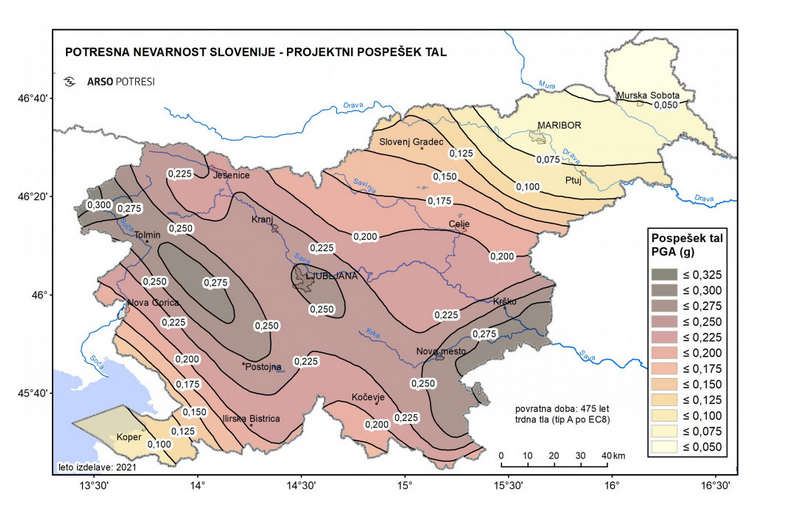 POTRESNA NEVARNOST SLOVENIJE - PROJEKTNI POSPEŠEK TAL
ARSO POTRESI
46°40'
46°20'
46°
45°40'
Mura
Murska Sobota
0,050
Drava
MARIBOR
Slovenj Gradec
0,125
0,075
Drava
0,150
0,100
Ptuj
Drava
0,225
Jesenice
Savinja
0,175
0,300
0,275
0,250
Kranj
Celje
Soča
Tolmin
0,225
0,200
0,200
Sava
0,250
0,275
LJUBLJANA
Nova Gorica
0,250
Krško
0,225
0,250
0,225
0,275
Krka
Soča
0,200
0,225
Novo mesto
Sava
Postojna
0,175
0,250
0,150
Kočevje
Ilirska Bistrica
0,225
0,200
0,125
Koper
0,100
leto izdelave: 2021
povratna doba: 475 let
trdna tla (tip A po EC8)
0 10 20 30 40 km
Pospešek tal
PGA (g)
≤ 0,325
≤ 0,300
≤ 0,275
≤ 0,250
≤ 0,225
≤ 0,200
≤ 0,175
≤ 0,150
≤ 0,125
≤ 0,100
≤ 0,075
≤ 0,050
13°30' 14° 14°30' 15° 15°30' 16° 16°30'